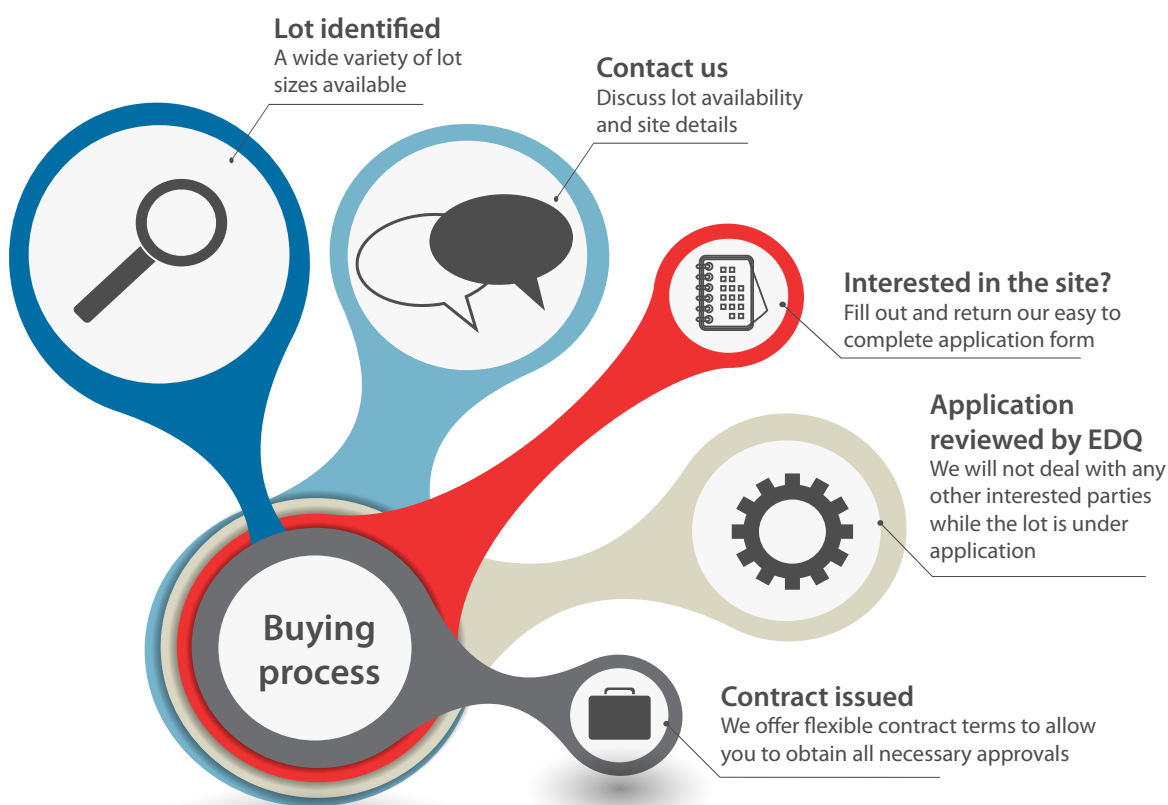 Lot identified
A wide variety of lot
sizes available
Contact us
Discuss lot availability
and site details
Interested in the site?
Fill out and return our easy to
complete application form
Application
reviewed by EDQ
We will not deal with any
other interested parties
while the lot is under
application
Contract issued
We offer flexible contract terms to allow
you to obtain all necessary approvals
Buying
process